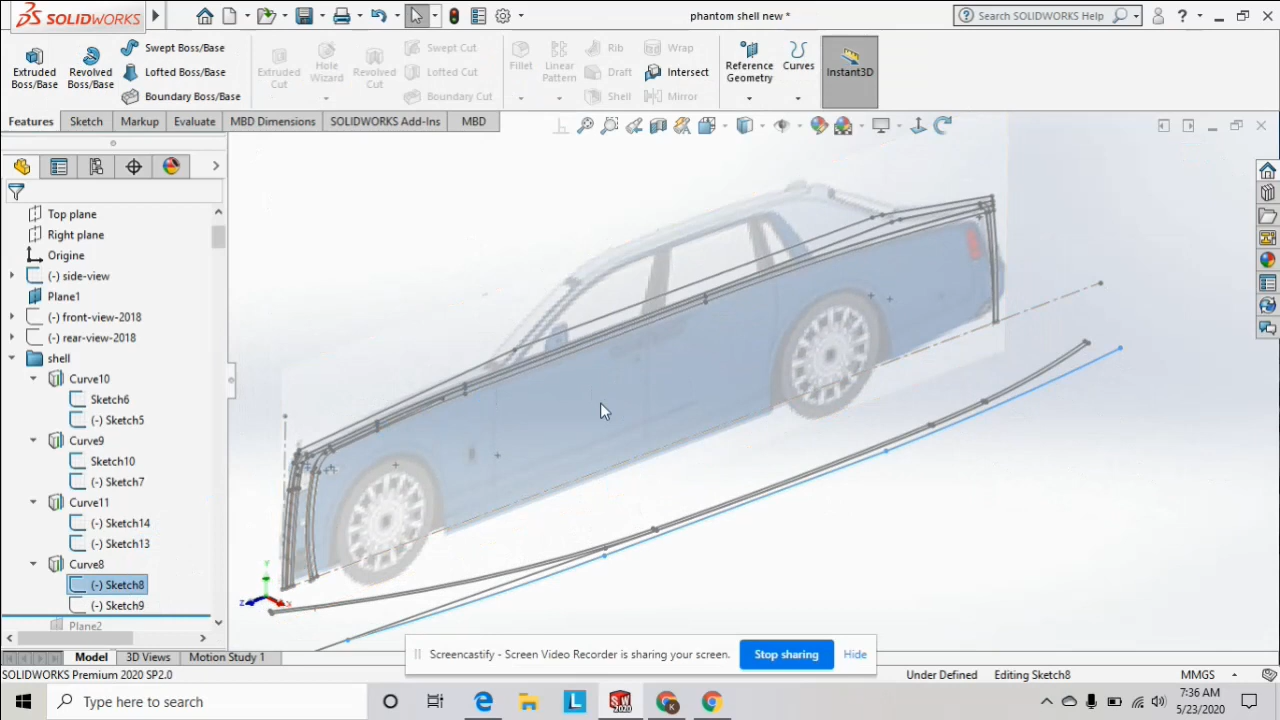 SOLIDWORKS
phantom shell new *
Search SOLIDWORKS Help
Extruded Boss/Base
Revolved Boss/Base
Swept Boss/Base
Lofted Boss/Base
Boundary Boss/Base
Extruded Cut
Hole Wizard
Revolved Cut
Swept Cut
Lofted Cut
Boundary Cut
Fillet
Linear Pattern
Rib
Draft
Shell
Wrap
Intersect
Mirror
Reference Geometry
Curves
Instant3D
Features Sketch Markup Evaluate MBD Dimensions SOLIDWORKS Add-Ins MBD
Top plane
Right plane
Origine
(-) side-view
Plane1
(-) front-view-2018
(-) rear-view-2018
shell
Curve10
Sketch6
(-) Sketch5
Curve9
Sketch10
(-) Sketch7
Curve11
(-) Sketch14
(-) Sketch13
Curve8
(-) Sketch8
(-) Sketch9
Plane2
Y
Z
X
Screencastify - Screen Video Recorder is sharing your screen. Stop sharing Hide
Model 3D Views Motion Study 1
SOLIDWORKS Premium 2020 SP2.0 Under Defined Editing Sketch8 MMGS
Type here to search
7:36 AM
5/23/2020